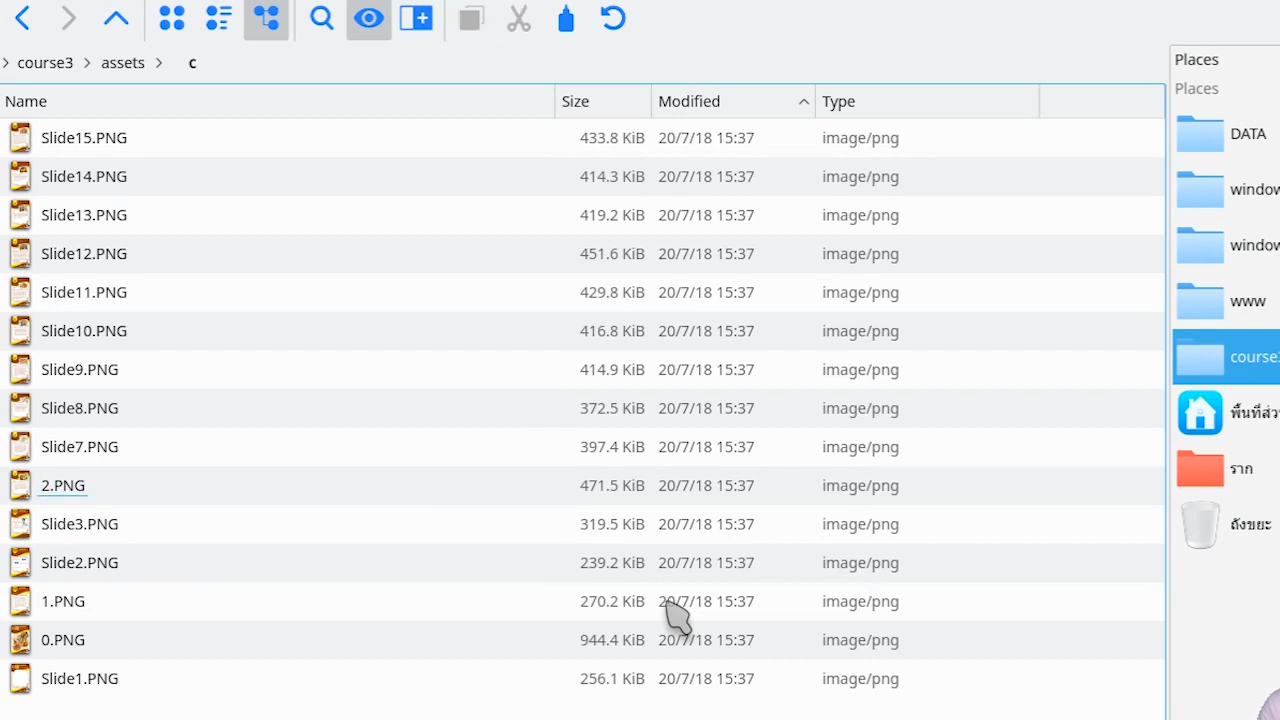 course3 > assets > c
Name Size Modified Type
Slide15.PNG 433.8 KiB 20/7/18 15:37 image/png
Slide14.PNG 414.3 KiB 20/7/18 15:37 image/png
Slide13.PNG 419.2 KiB 20/7/18 15:37 image/png
Slide12.PNG 451.6 KiB 20/7/18 15:37 image/png
Slide11.PNG 429.8 KiB 20/7/18 15:37 image/png
Slide10.PNG 416.8 KiB 20/7/18 15:37 image/png
Slide9.PNG 414.9 KiB 20/7/18 15:37 image/png
Slide8.PNG 372.5 KiB 20/7/18 15:37 image/png
Slide7.PNG 397.4 KiB 20/7/18 15:37 image/png
2.PNG 471.5 KiB 20/7/18 15:37 image/png
Slide3.PNG 319.5 KiB 20/7/18 15:37 image/png
Slide2.PNG 239.2 KiB 20/7/18 15:37 image/png
1.PNG 270.2 KiB 20/7/18 15:37 image/png
0.PNG 944.4 KiB 20/7/18 15:37 image/png
Slide1.PNG 256.1 KiB 20/7/18 15:37 image/png
Places
Places
DATA
window
window
www
course3
พื้นที่ส่ว
ราก
ถังขยะ